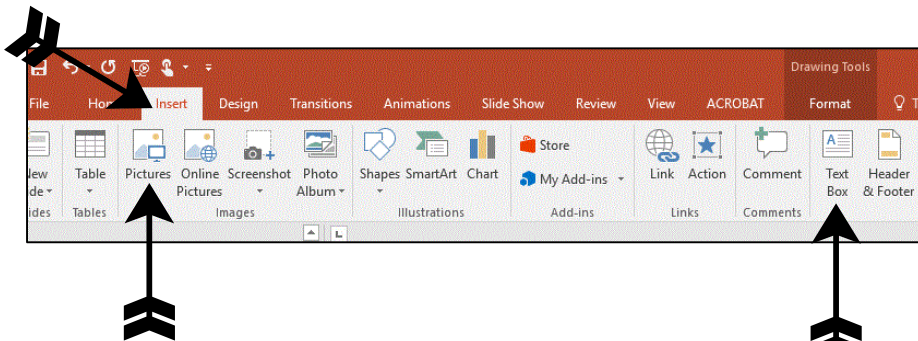 Drawing Tools
File Insert Design Transitions Animations Slide Show Review View ACROBAT Format
Table Pictures Online Screenshot Photo Shapes SmartArt Chart Store Link Action Comment Text Header
Pictures Album My Add-ins Box & Footer
Tables Images Illustrations Add-ins Links Comments